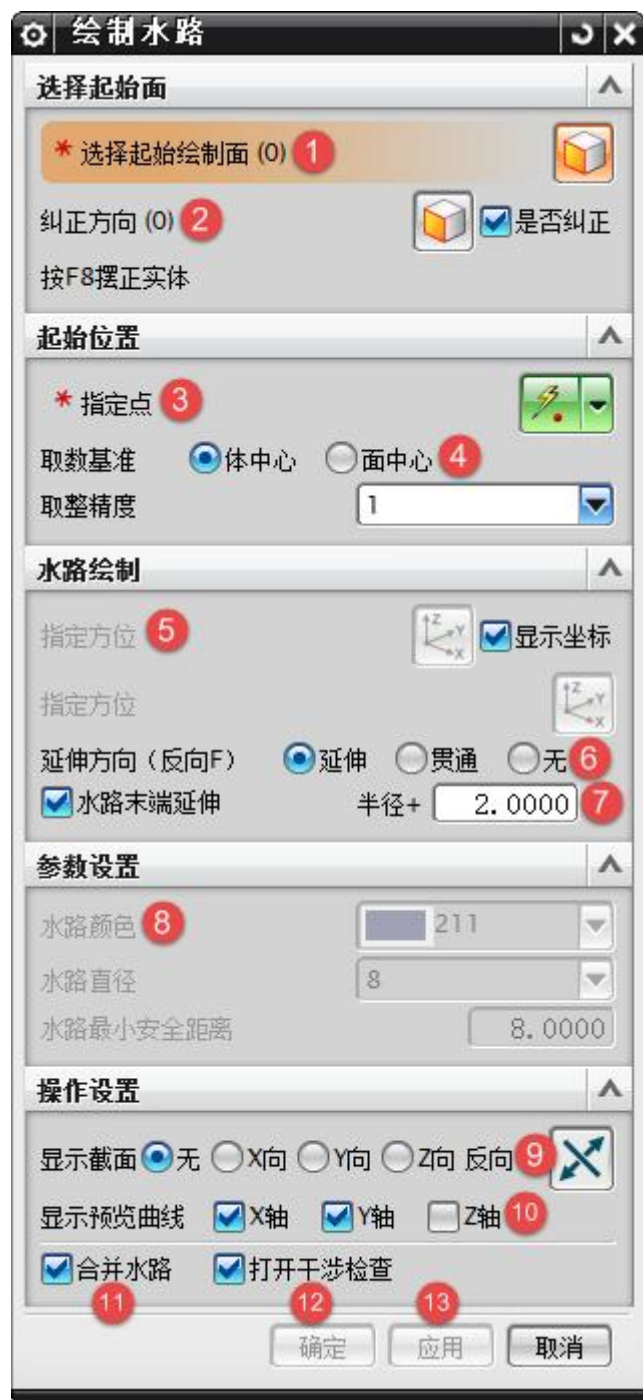 绘制水路
选择起始面
* 选择起始绘制面 (0) 1
纠正方向 (0) 2 是否纠正
按F8摆正实体
起始位置
* 指定点 3
取数基准 体中心 面中心 4
取整精度 1
水路绘制
指定方位 5 Z Y X 显示坐标
指定方位 Z Y X
延伸方向（反向F） 延伸 贯通 无 6
水路末端延伸 半径+ 2.0000 7
参数设置
水路颜色 8 211
水路直径 8
水路最小安全距离 8.0000
操作设置
显示截面 无 X向 Y向 Z向 反向 9
显示预览曲线 X轴 Y轴 Z轴 10
合并水路 打开干涉检查
11 12 13
确定 应用 取消